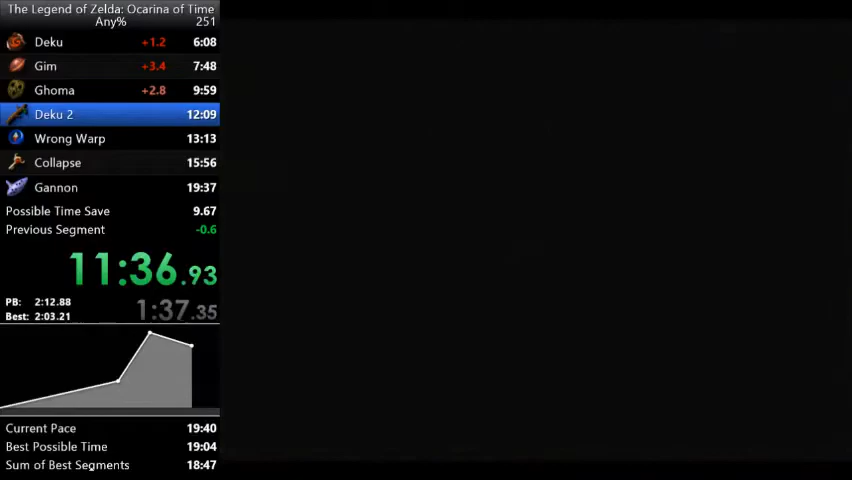 The Legend of Zelda: Ocarina of Time
Any% 251
Deku +1.2 6:08
Gim +3.4 7:48
Ghoma +2.8 9:59
Deku 2 12:09
Wrong Warp 13:13
Collapse 15:56
Gannon 19:37
Possible Time Save 9.67
Previous Segment -0.6
11:36.93
PB: 2:12.88
Best: 2:03.21
1:37.35
Current Pace 19:40
Best Possible Time 19:04
Sum of Best Segments 18:47